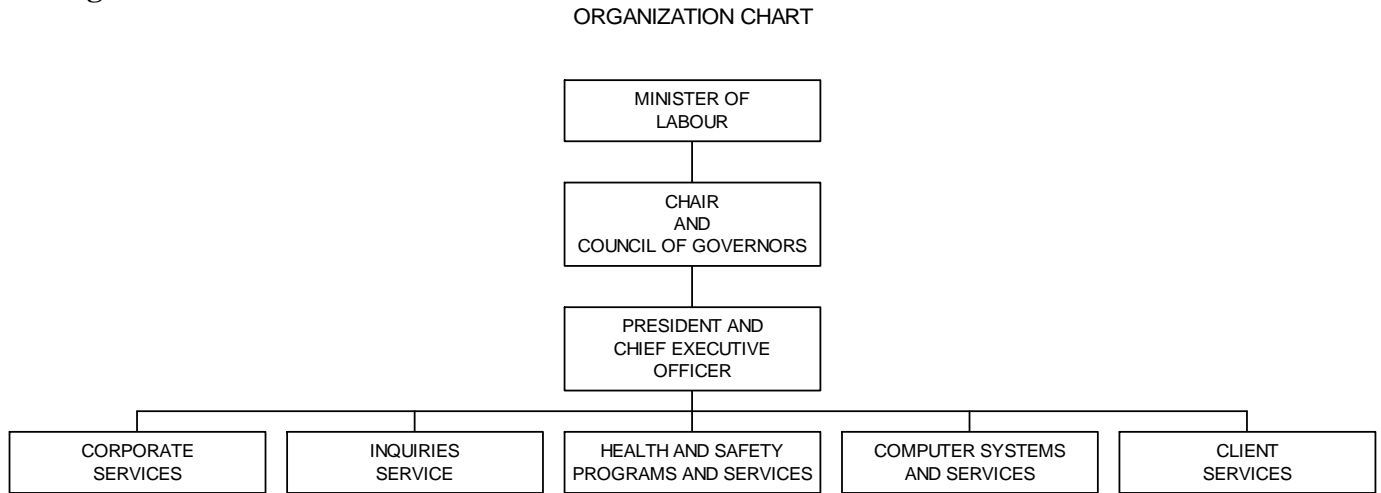 ORGANIZATION CHART
MINISTER OF
LABOUR
CHAIR
AND
COUNCIL OF GOVERNORS
PRESIDENT AND
CHIEF EXECUTIVE
OFFICER
CORPORATE
SERVICES
INQUIRIES
SERVICE
HEALTH AND SAFETY
PROGRAMS AND SERVICES
COMPUTER SYSTEMS
AND SERVICES
CLIENT
SERVICES